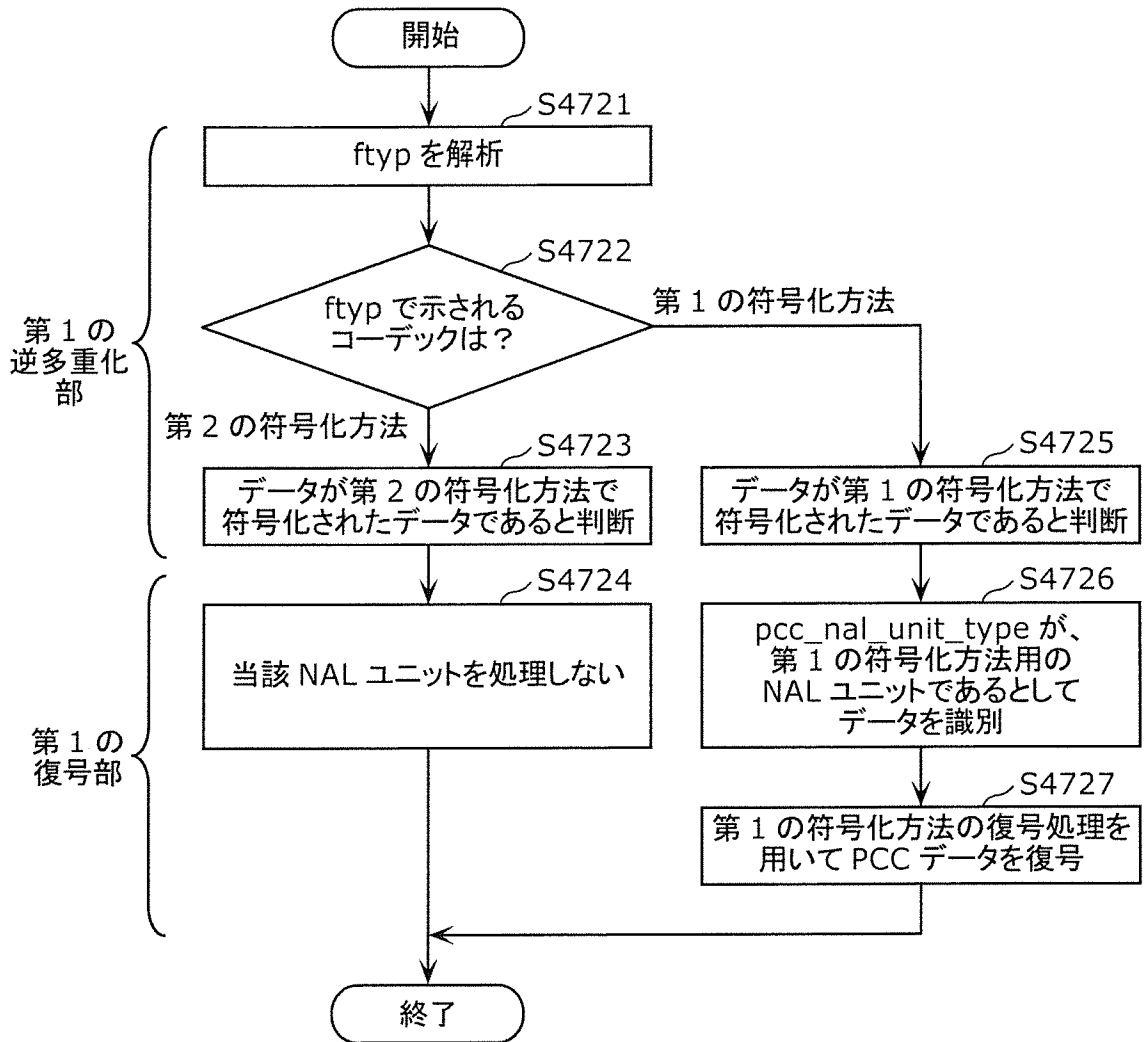 開始
S4721
ftyp を解析
S4722
ftyp で示される
コーデックは？
第 1 の符号化方法
第 1 の
逆多重化
部
第 2 の符号化方法
S4723
データが第 2 の符号化方法で
符号化されたデータであると判断
S4725
データが第 1 の符号化方法で
符号化されたデータであると判断
S4724
当該 NAL ユニットを処理しない
S4726
pcc_nal_unit_type が、
第 1 の符号化方法用の
NAL ユニットであるとして
データを識別
第 1 の
復号部
S4727
第 1 の符号化方法の復号処理を
用いて PCC データを復号
終了